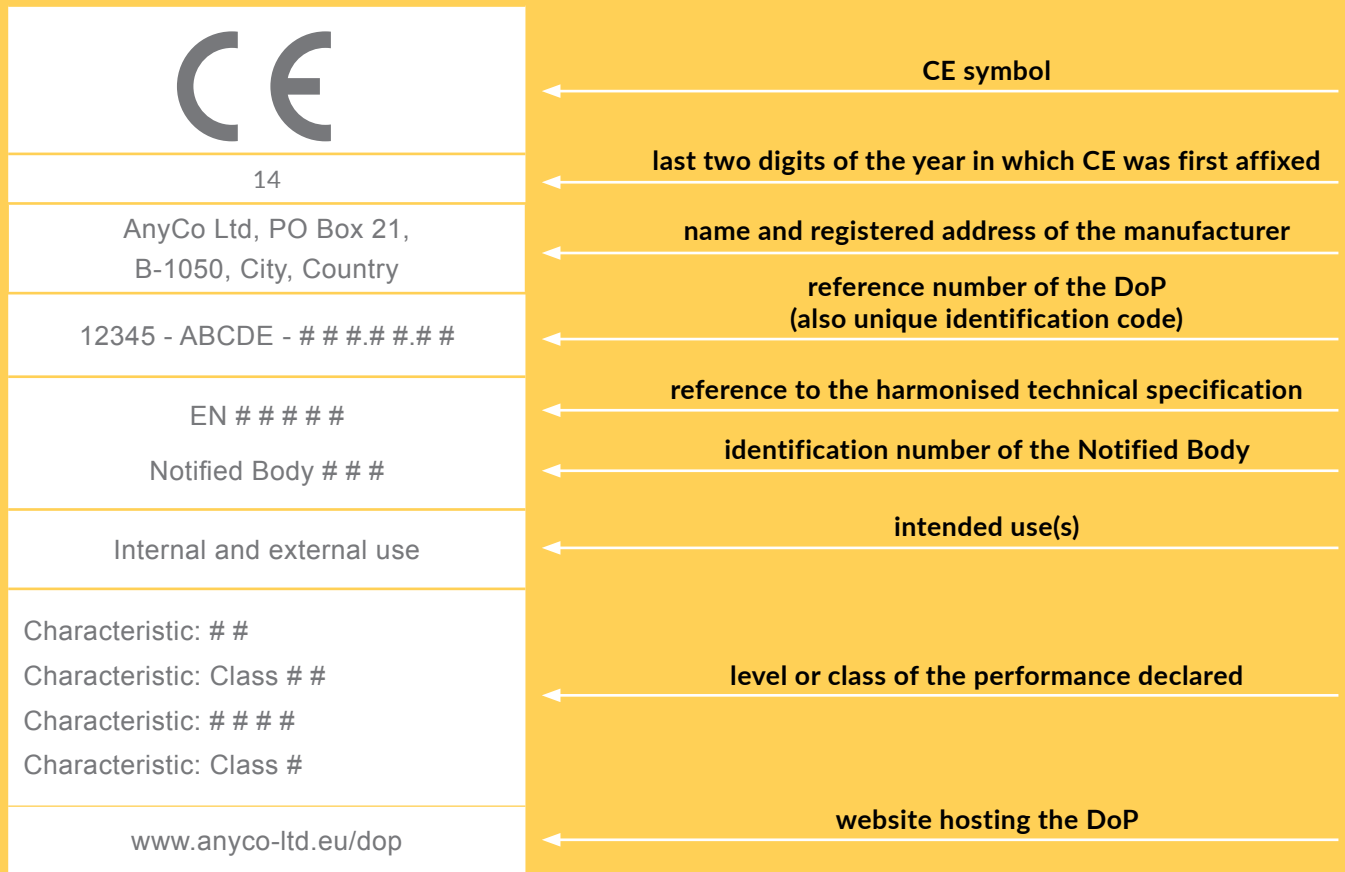 CE
CE symbol
14
last two digits of the year in which CE was first affixed
AnyCo Ltd, PO Box 21,
B-1050, City, Country
name and registered address of the manufacturer
12345 - ABCDE - # # #.# #.# #
reference number of the DoP
(also unique identification code)
EN # # # # #
reference to the harmonised technical specification
Notified Body # # #
identification number of the Notified Body
Internal and external use
intended use(s)
Characteristic: # #
Characteristic: Class # #
Characteristic: # # # #
Characteristic: Class #
level or class of the performance declared
www.anyco-ltd.eu/dop
website hosting the DoP